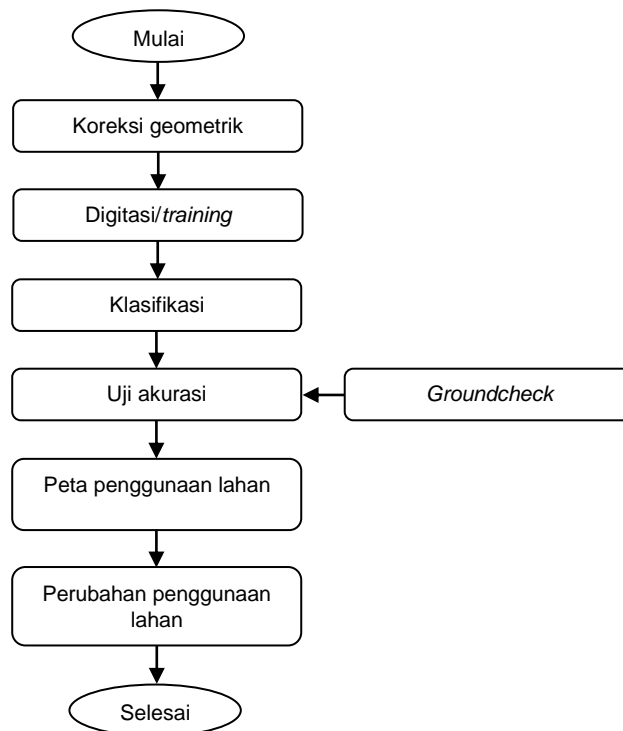 Mulai
Koreksi geometrik
Digitasi/training
Klasifikasi
Uji akurasi
Groundcheck
Peta penggunaan lahan
Perubahan penggunaan
lahan
Selesai